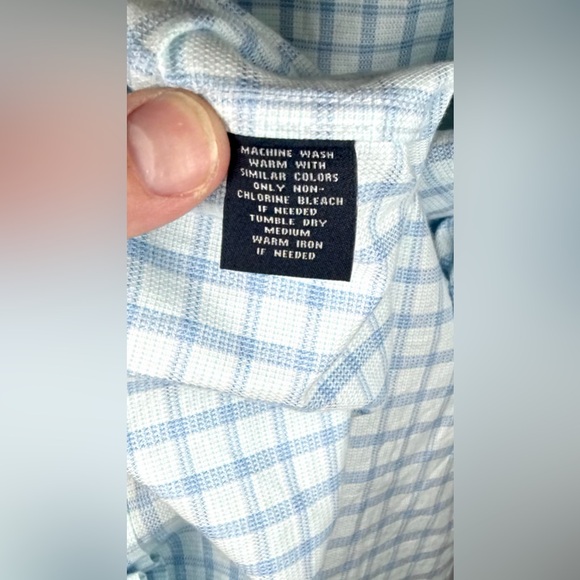 MACHINE WASH
WARM WITH
SIMILAR COLORS
ONLY NON-
CHLORINE BLEACH
IF NEEDED
TUMBLE DRY
MEDIUM
WARM IRON
IF NEEDED